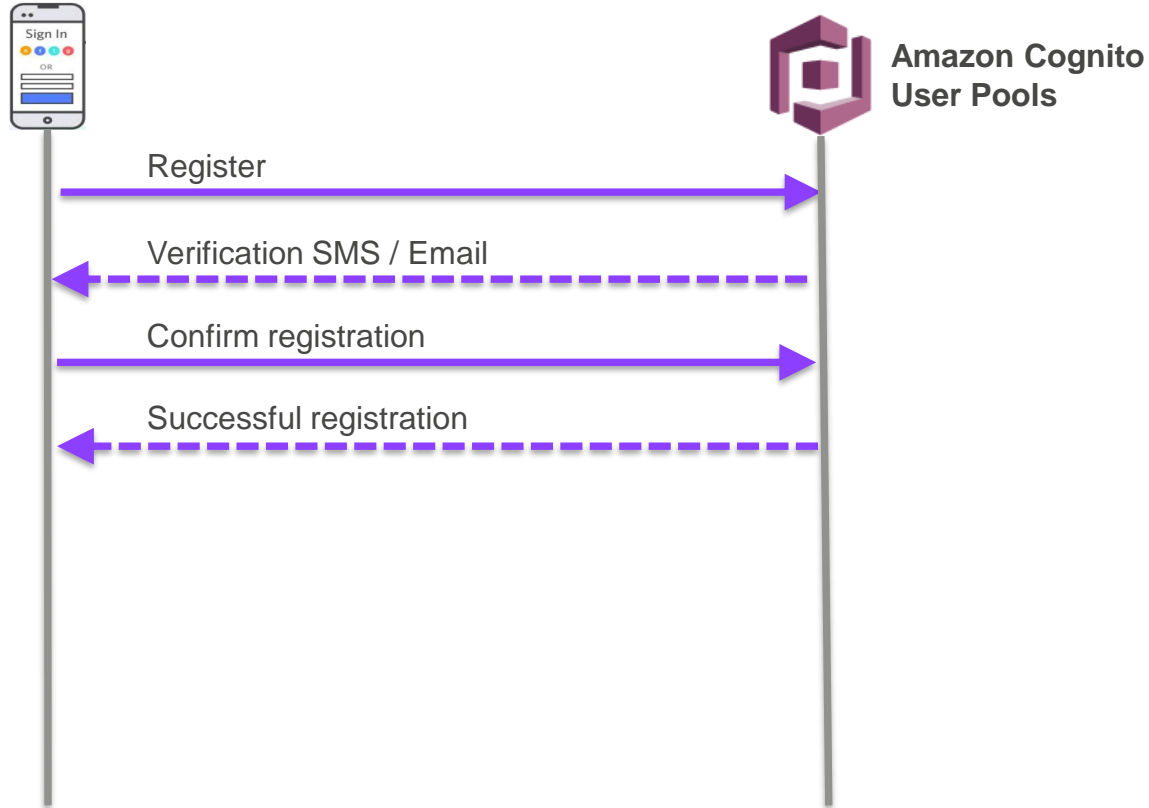 Sign In
OR
Amazon Cognito
User Pools
Register
Verification SMS / Email
Confirm registration
Successful registration